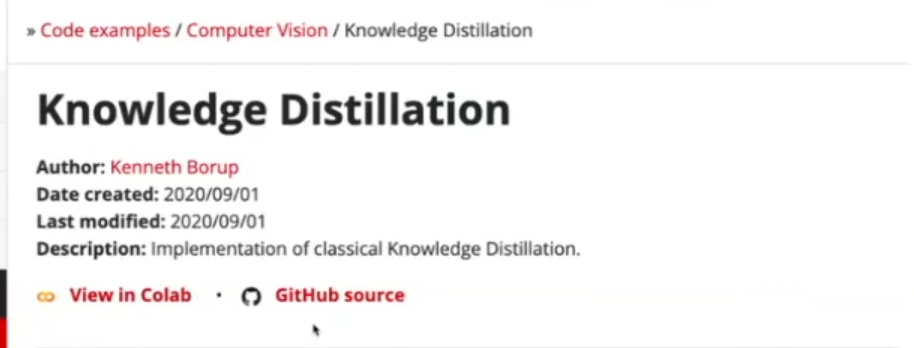 » Code examples / Computer Vision / Knowledge Distillation
Knowledge Distillation
Author: Kenneth Borup
Date created: 2020/09/01
Last modified: 2020/09/01
Description: Implementation of classical Knowledge Distillation.
View in Colab • GitHub source